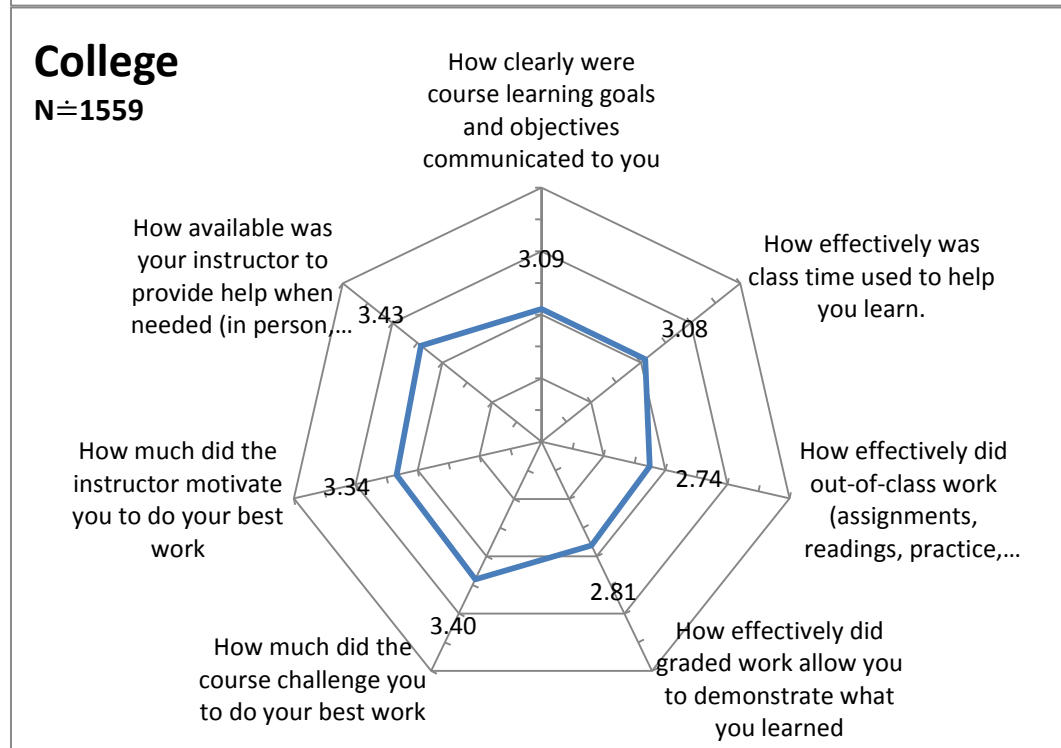 College
N≐1559
How clearly were
course learning goals
and objectives
communicated to you
3.09
How effectively was
class time used to help
you learn.
3.08
How effectively did
out-of-class work
(assignments,
readings, practice,…
2.74
How effectively did
graded work allow you
to demonstrate what
you learned
2.81
How much did the
course challenge you
to do your best work
3.40
How much did the
instructor motivate
you to do your best
work
3.34
How available was
your instructor to
provide help when
needed (in person,…
3.43